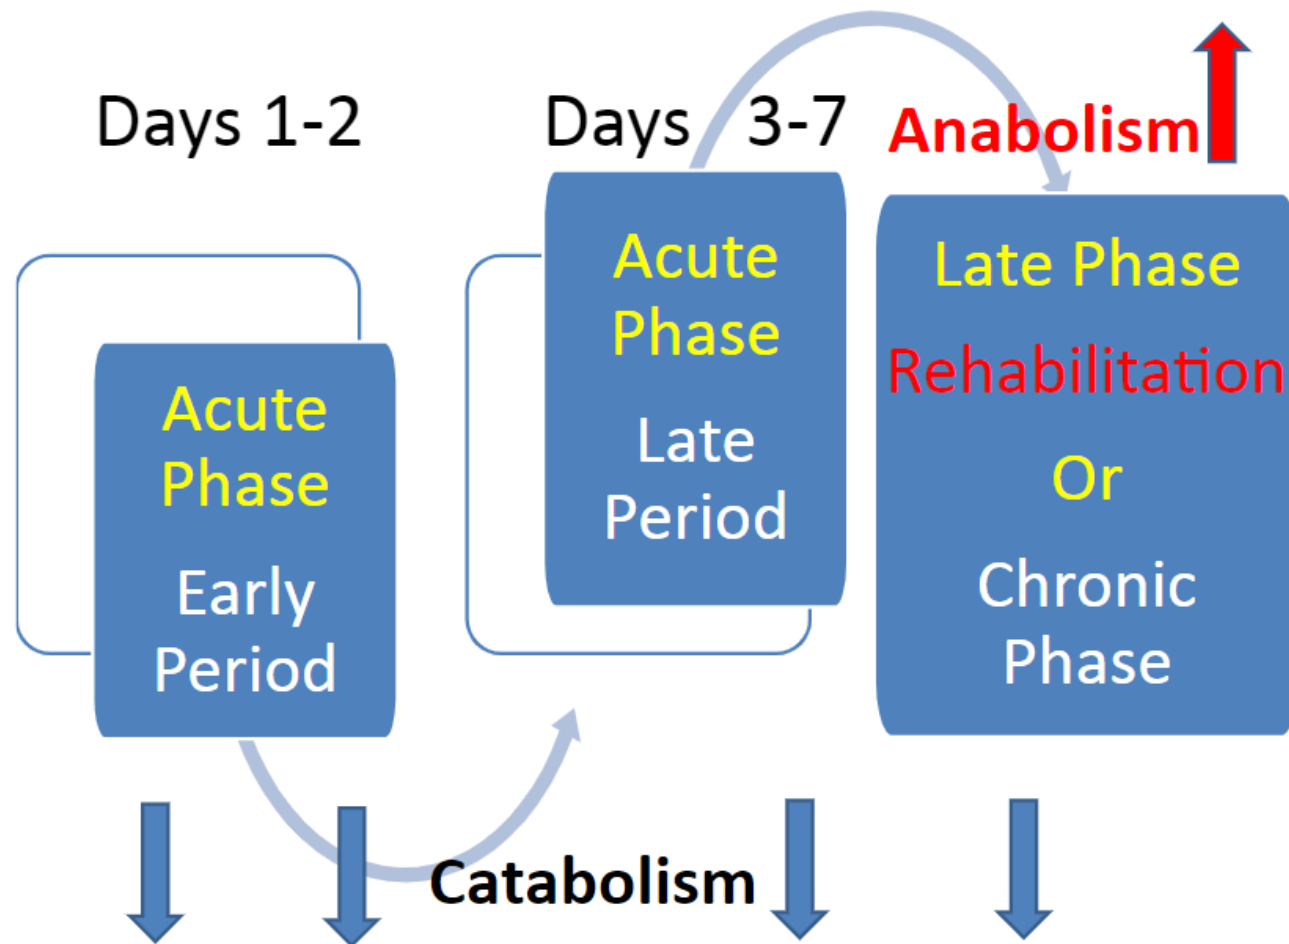 Days 1-2
Acute
Phase
Early
Period
Days 3-7
Acute
Phase
Late
Period
Anabolism
Late Phase
Rehabilitation
Or
Chronic
Phase
Catabolism